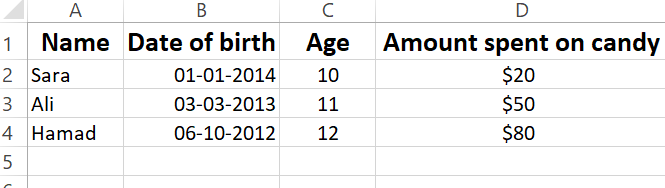 A B C D
1 Name Date of birth Age Amount spent on candy
2 Sara 01-01-2014 10 $20
3 Ali 03-03-2013 11 $50
4 Hamad 06-10-2012 12 $80
5